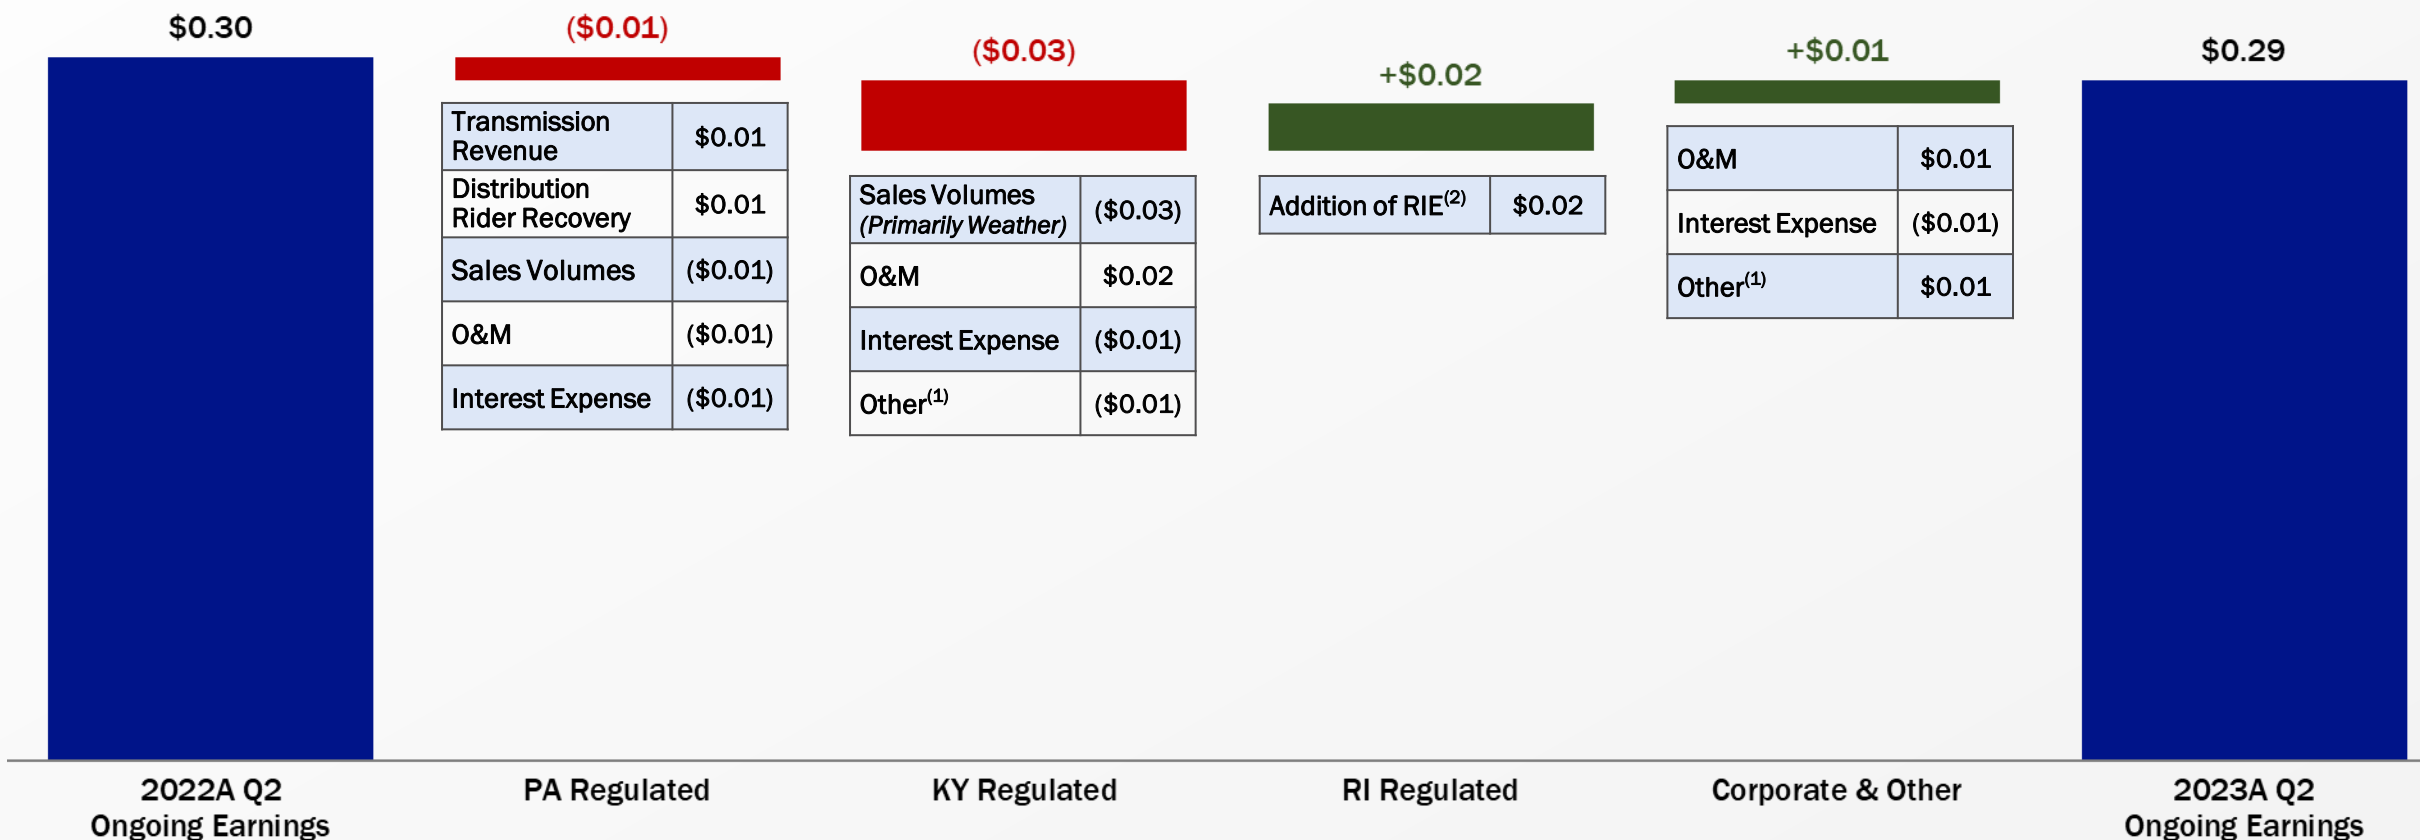 $0.30
($0.01)
($0.03)
+$0.02
+$0.01
$0.29
Transmission
Revenue
$0.01
Distribution
Rider Recovery
$0.01
Sales Volumes
($0.01)
O&M
($0.01)
Interest Expense
($0.01)
Sales Volumes
(Primarily Weather)
($0.03)
O&M
$0.02
Interest Expense
($0.01)
Other(1)
($0.01)
Addition of RIE(2)
$0.02
O&M
$0.01
Interest Expense
($0.01)
Other(1)
$0.01
2022A Q2
Ongoing Earnings
PA Regulated
KY Regulated
RI Regulated
Corporate & Other
2023A Q2
Ongoing Earnings